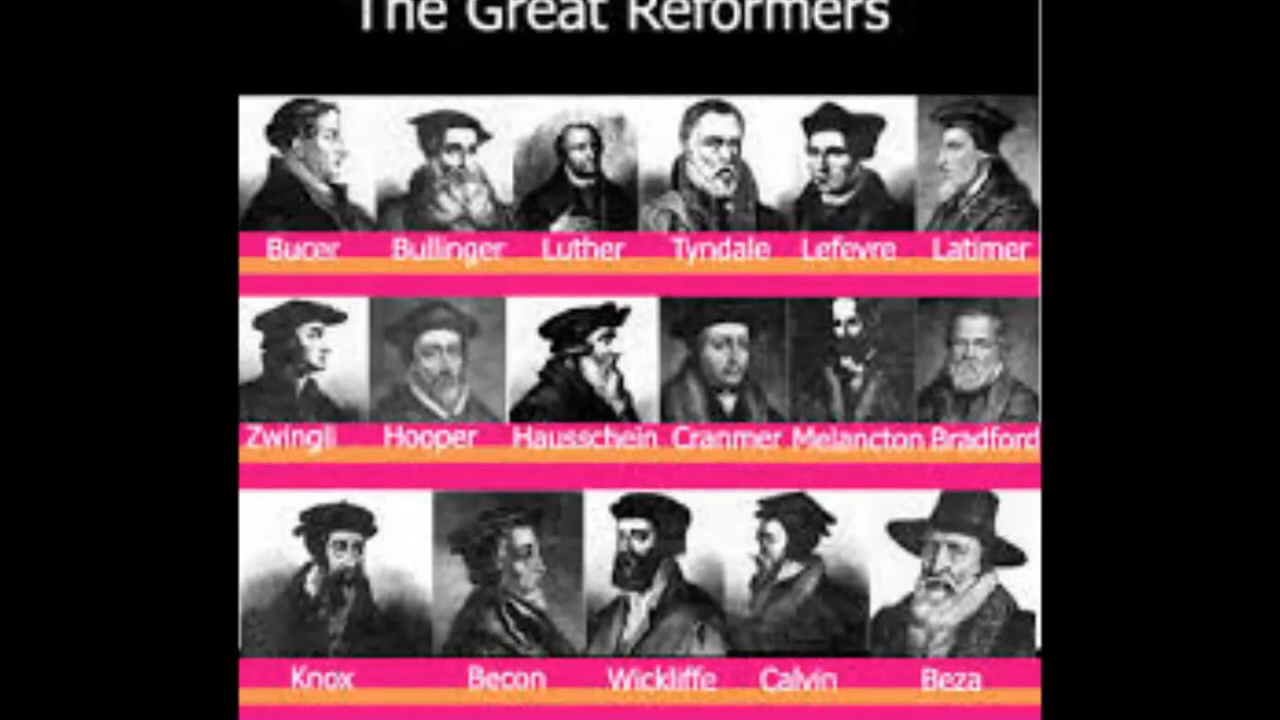 The Great Reformers
Bucer Bullinger Luther Tyndale Lefevre Latimer
Zwingli Hooper Hausschein Cranmer Melancton Bradford
Knox Becon Wickliffe Calvin Beza